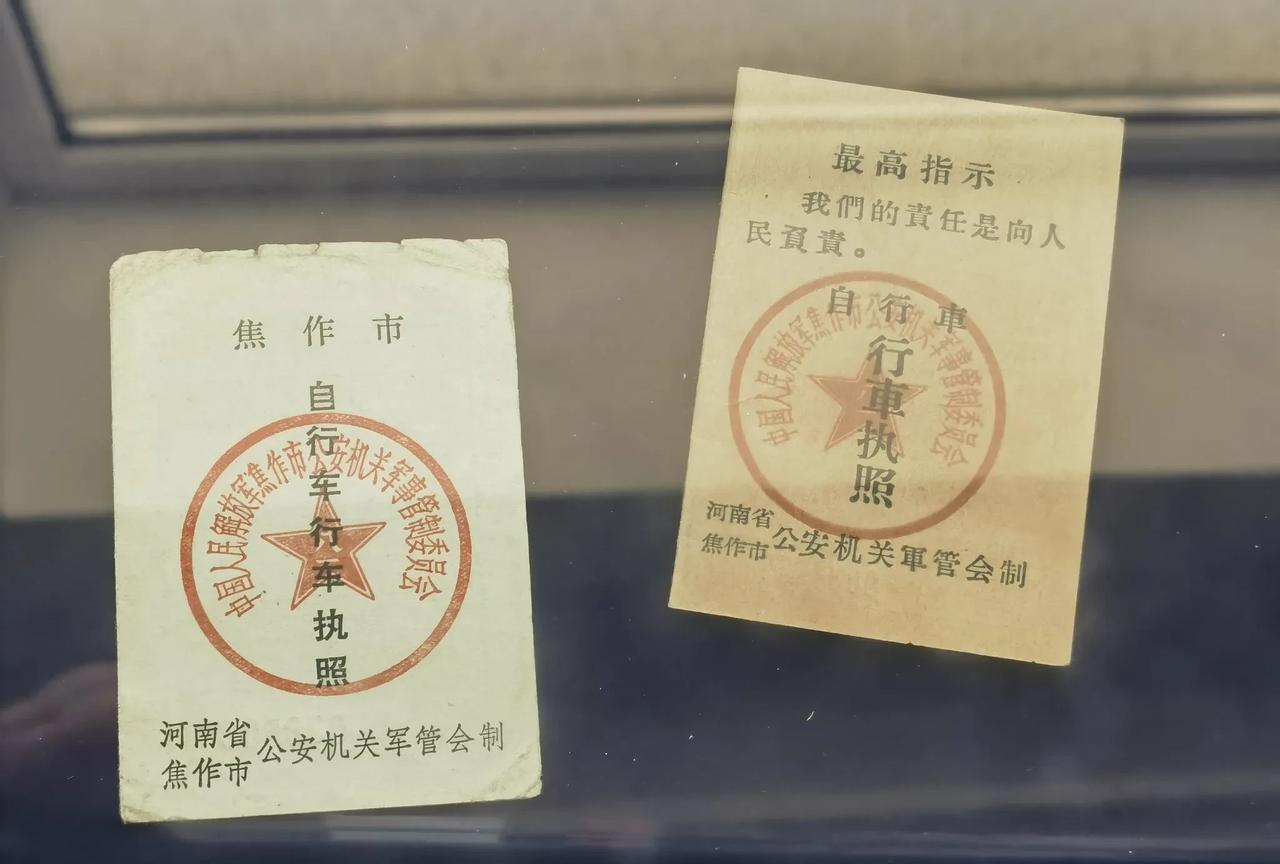 焦作市
自行车行车执照
中国人民解放军焦作市公安机关军事管制委员会
河南省
焦作市
公安机关军管会制
最高指示
我們的責任是向人
民負責。
自行車
行車执照
中国人民解放军焦作市公安机关军事管制委员会
河南省
焦作市
公安机关軍管会制